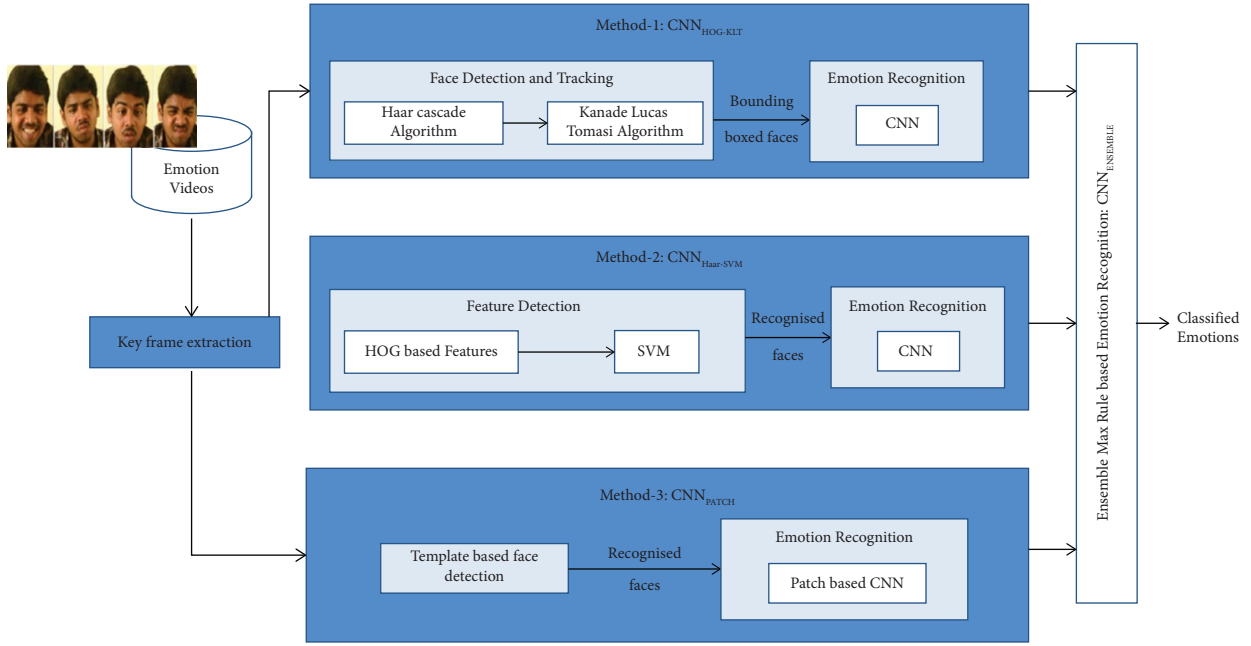 Emotion
Videos
Key frame extraction
Method-1: CNN_HOG-KLT
Face Detection and Tracking
Haar cascade
Algorithm
Kanade Lucas
Tomasi Algorithm
Bounding
boxed faces
Emotion Recognition
CNN
Method-2: CNN_Haar-SVM
Feature Detection
HOG based Features
SVM
Recognised
faces
Emotion Recognition
CNN
Method-3: CNN_PATCH
Template based face
detection
Recognised
faces
Emotion Recognition
Patch based CNN
Ensemble Max Rule based Emotion Recognition: CNN_ENSEMBLE
Classified
Emotions